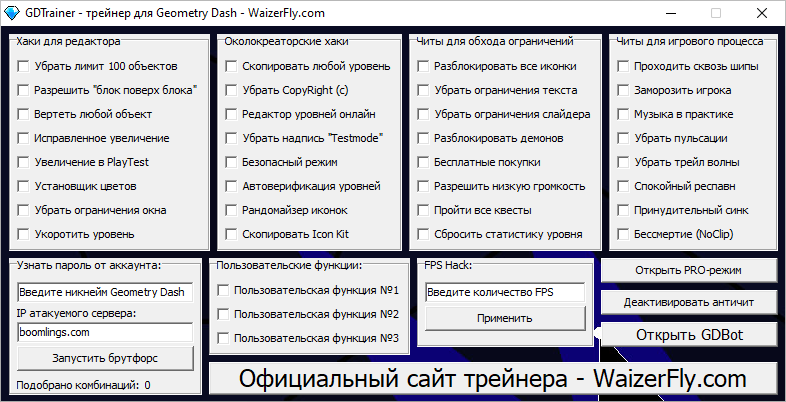 GDTrainer - трейнер для Geometry Dash - WaizerFly.com
Хаки для редактора
Убрать лимит 100 объектов
Разрешить "блок поверх блока"
Вертеть любой объект
Исправленное увеличение
Увеличение в PlayTest
Установщик цветов
Убрать ограничения окна
Укоротить уровень
Околокреаторские хаки
Скопировать любой уровень
Убрать CopyRight (c)
Редактор уровней онлайн
Убрать надпись "Testmode"
Безопасный режим
Автоверификация уровней
Рандомайзер иконок
Скопировать Icon Kit
Читы для обхода ограничений
Разблокировать все иконки
Убрать ограничения текста
Убрать ограничения слайдера
Разблокировать демонов
Бесплатные покупки
Разрешить низкую громкость
Пройти все квесты
Сбросить статистику уровня
Читы для игрового процесса
Проходить сквозь шипы
Заморозить игрока
Музыка в практике
Убрать пульсации
Убрать трейл волны
Спокойный респавн
Принудительный синк
Бессмертие (NoClip)
Узнать пароль от аккаунта:
Введите никнейм Geometry Dash
IP атакуемого сервера:
boomlings.com
Запустить брутфорс
Подобрано комбинаций: 0
Пользовательские функции:
Пользовательская функция №1
Пользовательская функция №2
Пользовательская функция №3
FPS Hack:
Введите количество FPS
Применить
Открыть PRO-режим
Деактивировать античит
Открыть GDBot
Официальный сайт трейнера - WaizerFly.com